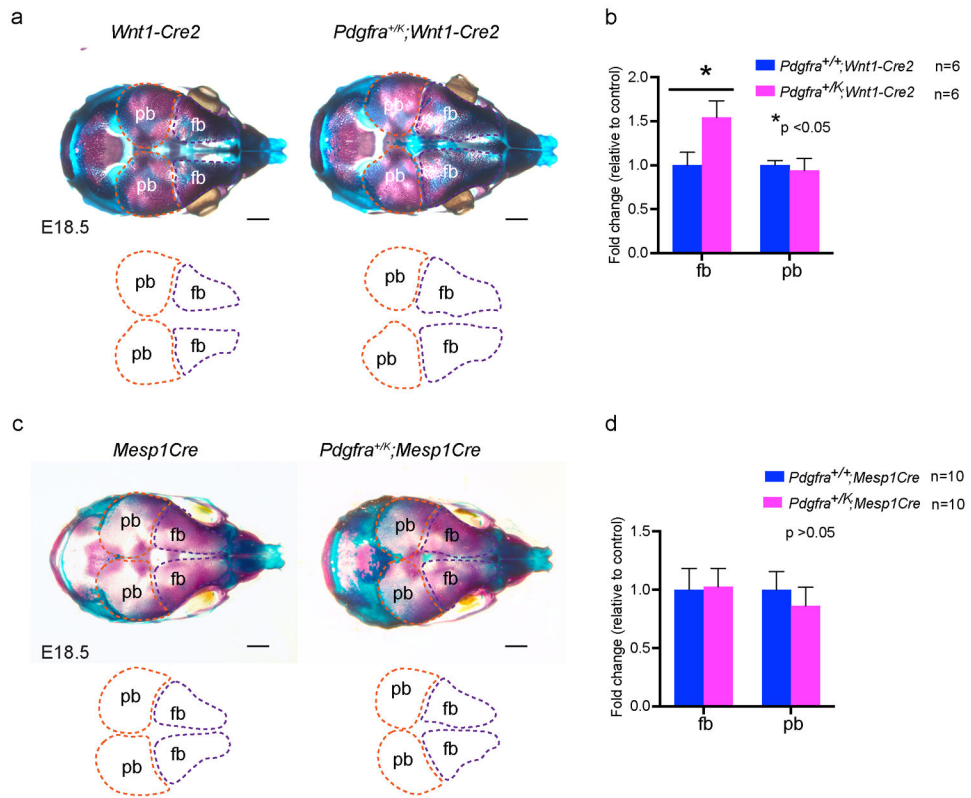 a
Wnt1-Cre2
Pdgfra+/K;Wnt1-Cre2
pb
fb
pb
fb
pb
fb
pb
fb
E18.5
pb
fb
pb
fb
pb
fb
pb
fb
b
Pdgfra+/+;Wnt1-Cre2 n=6
Pdgfra+/K;Wnt1-Cre2 n=6
*p <0.05
*
Fold change (relative to control)
2.0
1.5
1.0
0.5
0.0
fb pb
c
Mesp1Cre
Pdgfra+/K;Mesp1Cre
pb
fb
pb
fb
pb
fb
pb
fb
E18.5
pb
fb
pb
fb
pb
fb
pb
fb
d
Pdgfra+/+;Mesp1Cre n=10
Pdgfra+/K;Mesp1Cre n=10
p >0.05
Fold change (relative to control)
1.5
1.0
0.5
0.0
fb pb